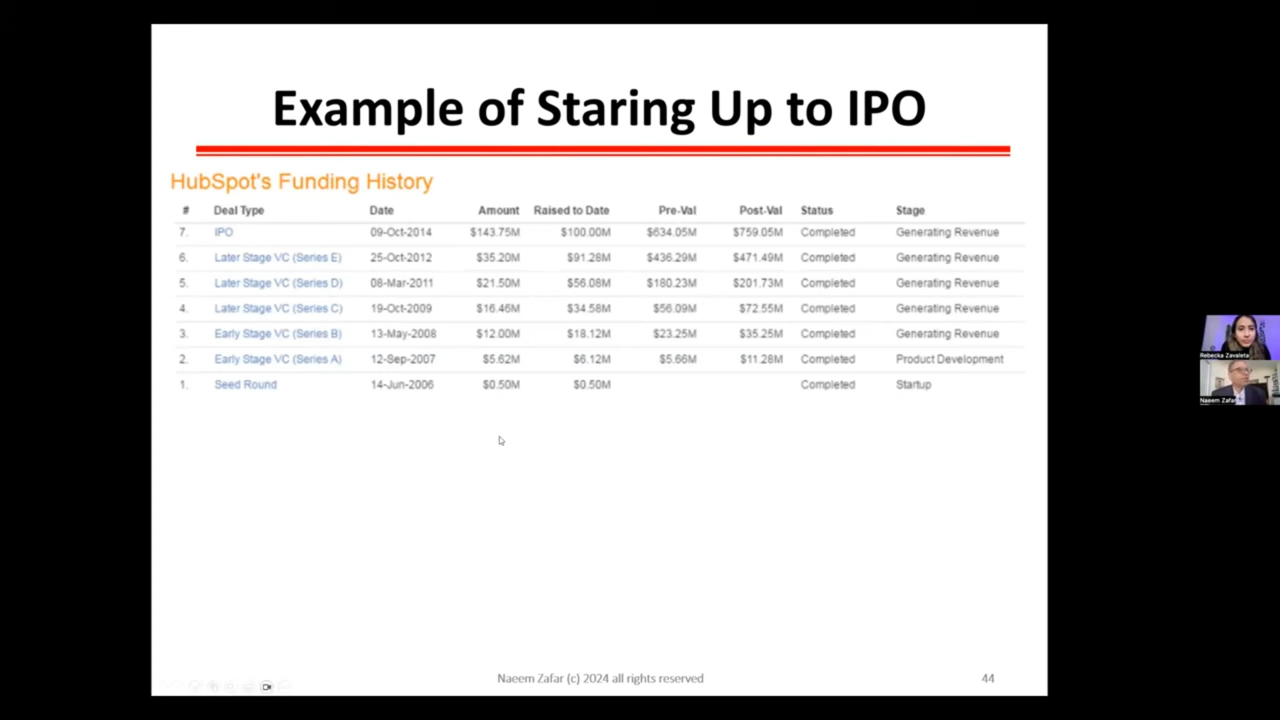 Example of Staring Up to IPO
HubSpot's Funding History
# Deal Type Date Amount Raised to Date Pre-Val Post-Val Status Stage
7. IPO 09-Oct-2014 $143.75M $100.00M $634.05M $759.05M Completed Generating Revenue
6. Later Stage VC (Series E) 25-Oct-2012 $35.20M $91.28M $436.29M $471.49M Completed Generating Revenue
5. Later Stage VC (Series D) 08-Mar-2011 $21.50M $56.08M $180.23M $201.73M Completed Generating Revenue
4. Later Stage VC (Series C) 19-Oct-2009 $16.46M $34.58M $56.09M $72.55M Completed Generating Revenue
3. Early Stage VC (Series B) 13-May-2008 $12.00M $18.12M $23.25M $35.25M Completed Generating Revenue
2. Early Stage VC (Series A) 12-Sep-2007 $5.62M $6.12M $5.66M $11.28M Completed Product Development
1. Seed Round 14-Jun-2006 $0.50M $0.50M Completed Startup
Rebecka Zavaleta
Naeem Zafar
Naeem Zafar (c) 2024 all rights reserved
44